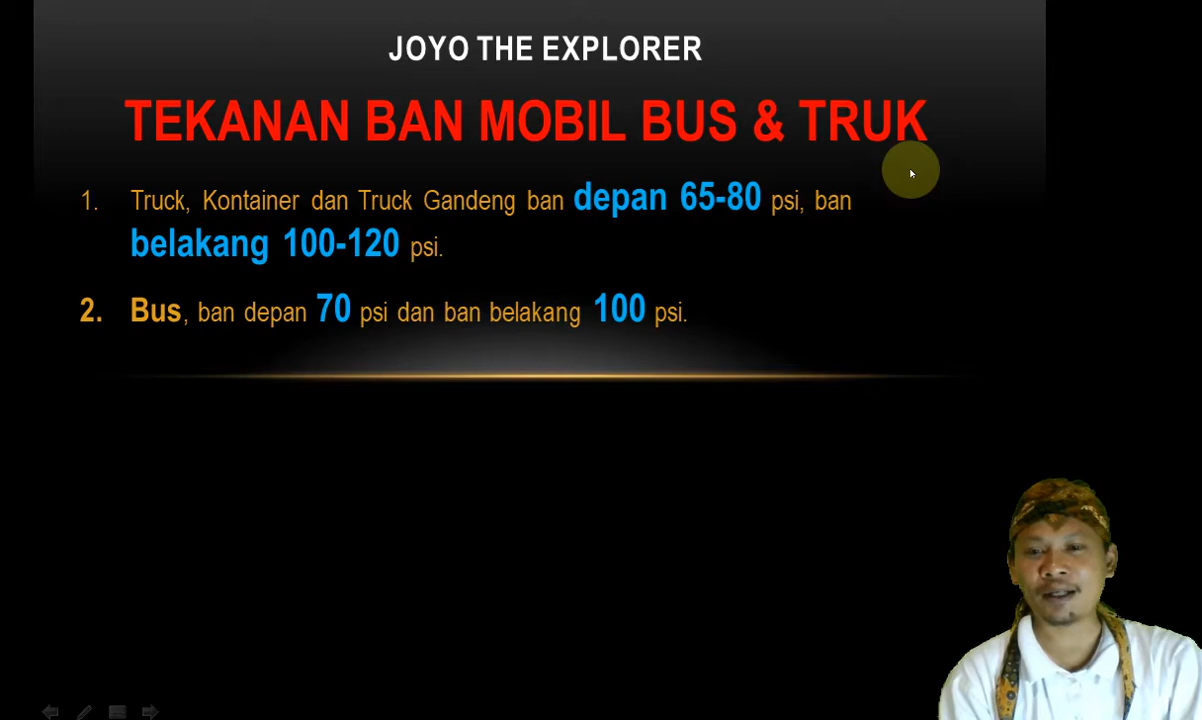 JOYO THE EXPLORER
TEKANAN BAN MOBIL BUS & TRUK
1. Truck, Kontainer dan Truck Gandeng ban depan 65-80 psi, ban
belakang 100-120 psi.
2. Bus, ban depan 70 psi dan ban belakang 100 psi.